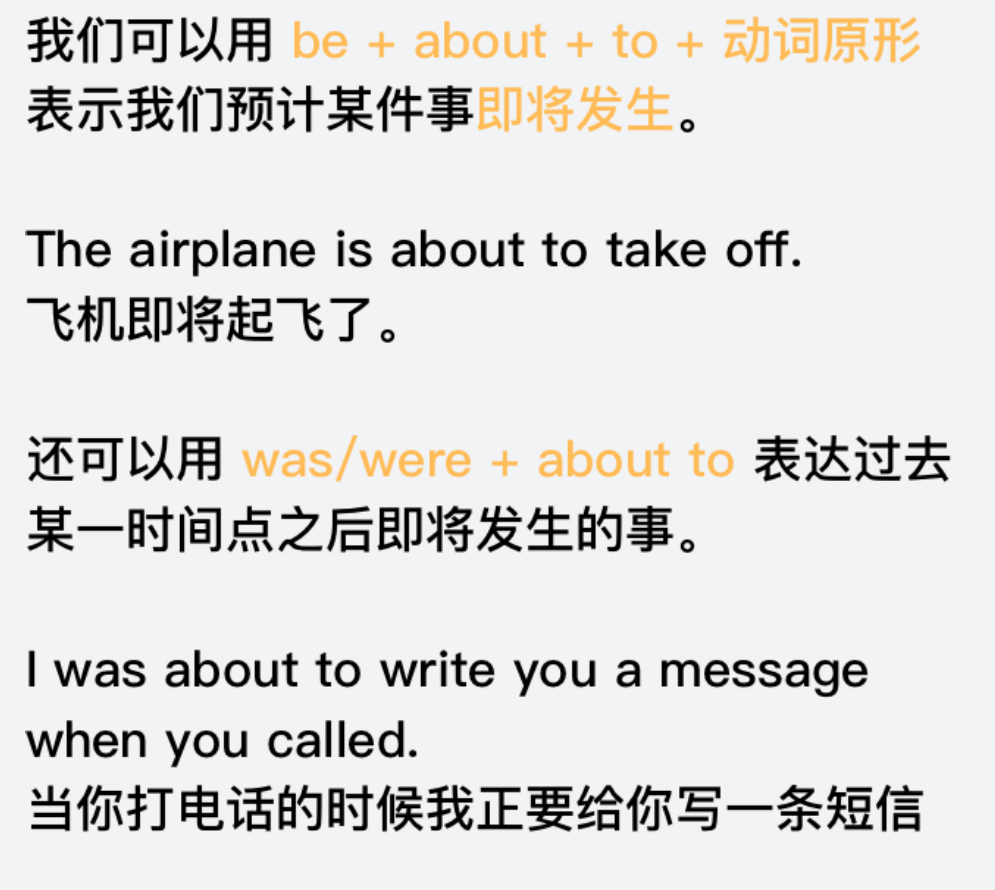 我们可以用 be + about + to + 动词原形
表示我们预计某件事即将发生。
The airplane is about to take off.
飞机即将起飞了。
还可以用 was/were + about to 表达过去
某一时间点之后即将发生的事。
I was about to write you a message
when you called.
当你打电话的时候我正要给你写一条短信